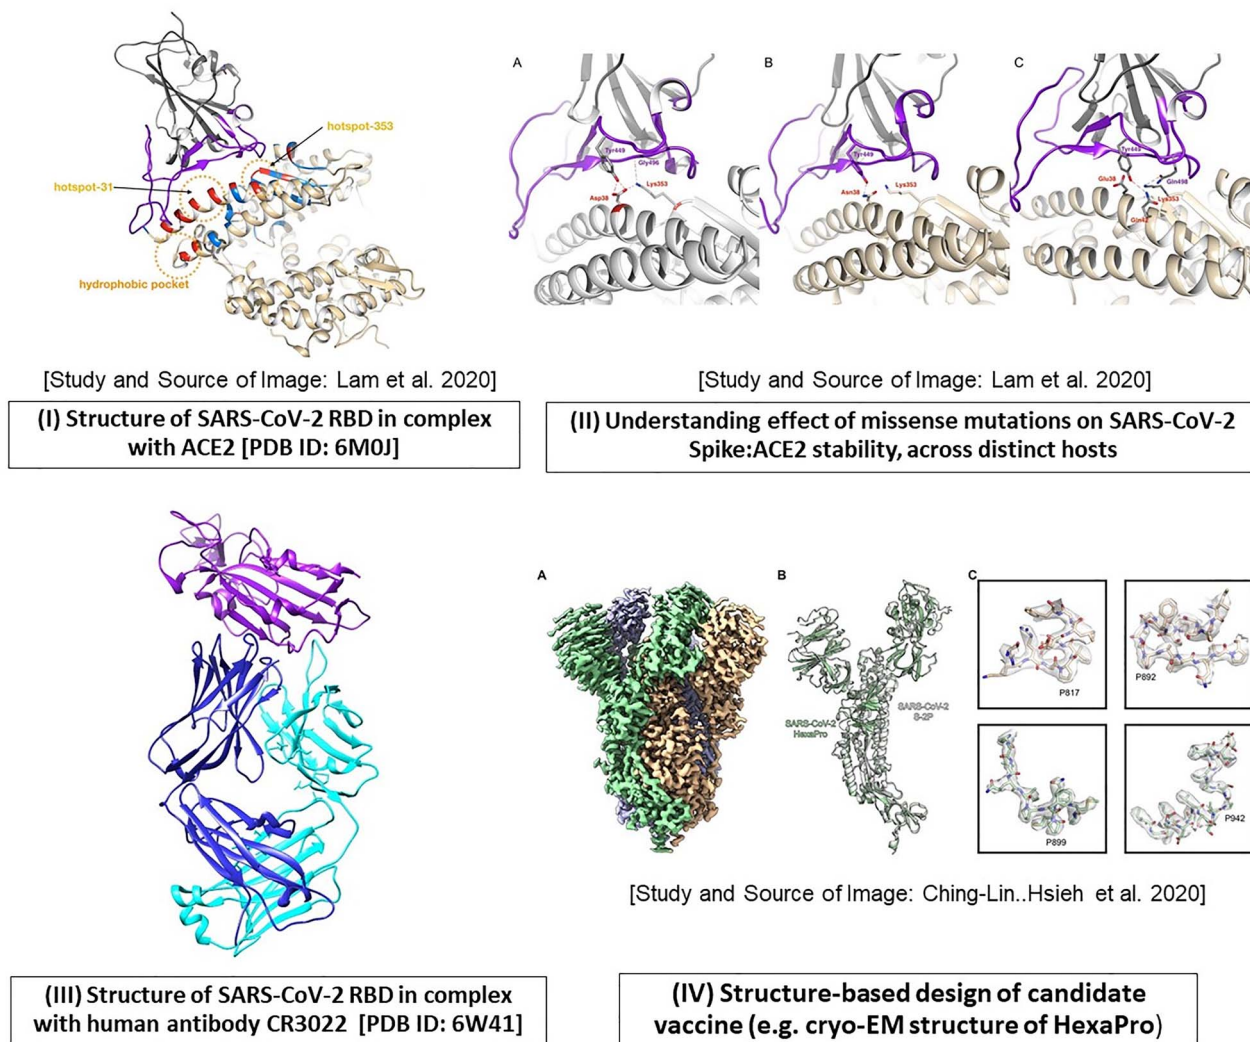 hotspot-353
hotspot-31
hydrophobic pocket
[Study and Source of Image: Lam et al. 2020]
(I) Structure of SARS-CoV-2 RBD in complex
with ACE2 [PDB ID: 6M0J]
A
Tyr449
Gly496
Lys353
Asp38
B
Tyr449
Asn38
Lys353
C
Glu38
Gln498
Lys353
Gln42
[Study and Source of Image: Lam et al. 2020]
(II) Understanding effect of missense mutations on SARS-CoV-2
Spike:ACE2 stability, across distinct hosts
(III) Structure of SARS-CoV-2 RBD in complex
with human antibody CR3022 [PDB ID: 6W41]
A
B
SARS-CoV-2
HexaPro
SARS-CoV-2
S-2P
C
P817
P892
P899
P942
[Study and Source of Image: Ching-Lin..Hsieh et al. 2020]
(IV) Structure-based design of candidate
vaccine (e.g. cryo-EM structure of HexaPro)